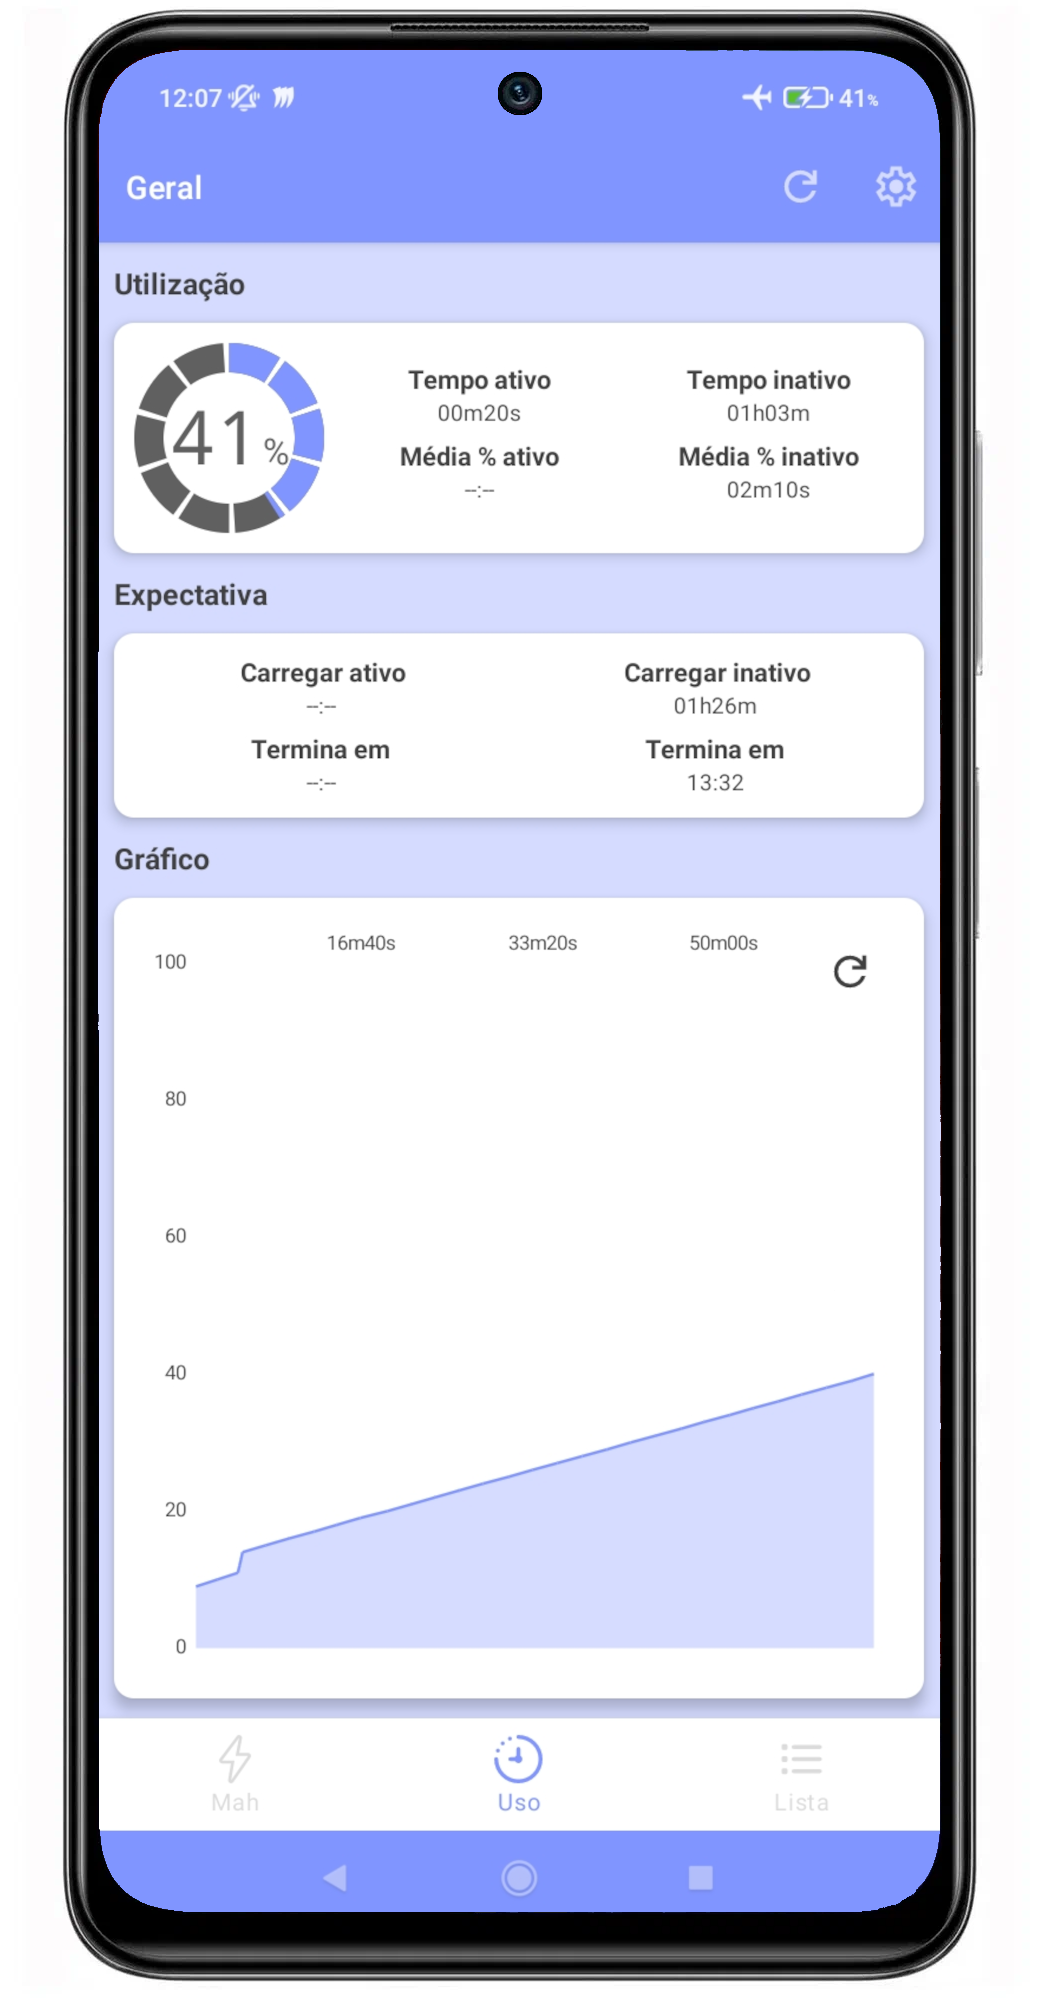 12:07 41%
Geral
Utilização
41%
Tempo ativo
00m20s
Média % ativo
--:--
Tempo inativo
01h03m
Média % inativo
02m10s
Expectativa
Carregar ativo
--:--
Termina em
--:--
Carregar inativo
01h26m
Termina em
13:32
Gráfico
16m40s 33m20s 50m00s
100
80
60
40
20
0
Mah Uso Lista